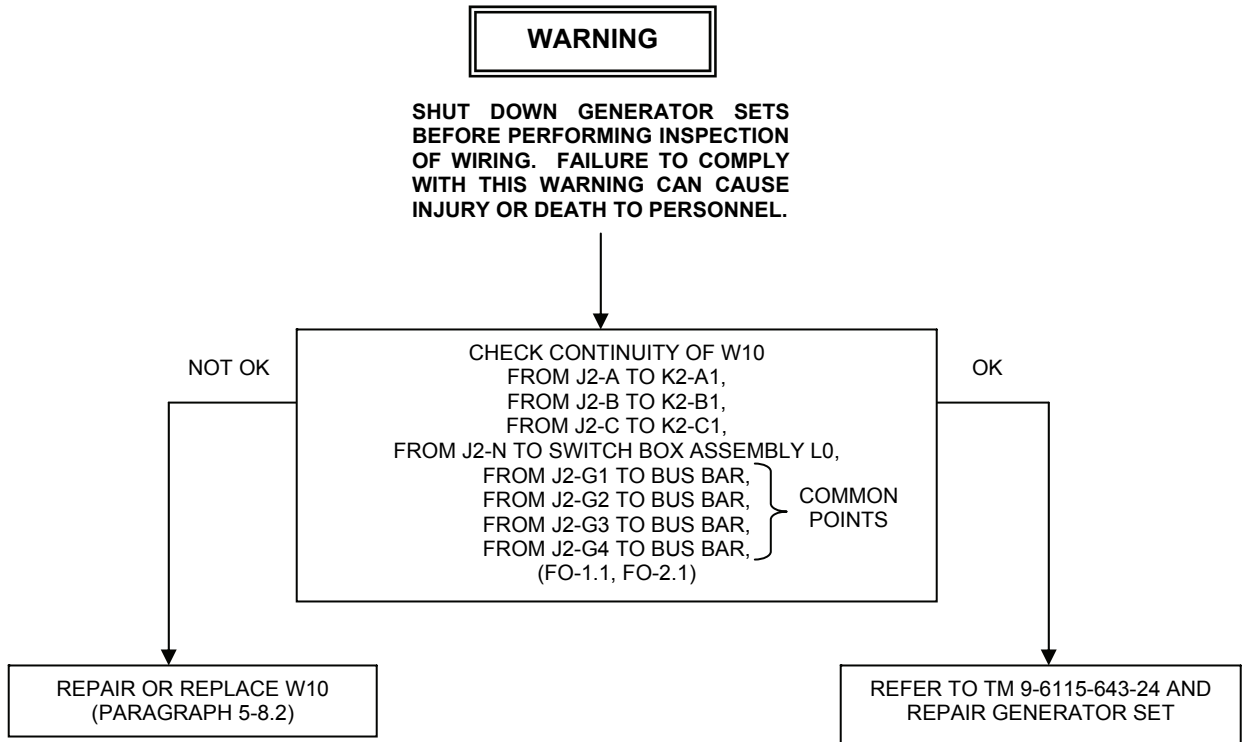 WARNING
SHUT DOWN GENERATOR SETS
BEFORE PERFORMING INSPECTION
OF WIRING. FAILURE TO COMPLY
WITH THIS WARNING CAN CAUSE
INJURY OR DEATH TO PERSONNEL.
NOT OK
CHECK CONTINUITY OF W10
FROM J2-A TO K2-A1,
FROM J2-B TO K2-B1,
FROM J2-C TO K2-C1,
FROM J2-N TO SWITCH BOX ASSEMBLY L0,
FROM J2-G1 TO BUS BAR,
FROM J2-G2 TO BUS BAR,
FROM J2-G3 TO BUS BAR,
FROM J2-G4 TO BUS BAR,
(FO-1.1, FO-2.1)
COMMON
POINTS
OK
REPAIR OR REPLACE W10
(PARAGRAPH 5-8.2)
REFER TO TM 9-6115-643-24 AND
REPAIR GENERATOR SET